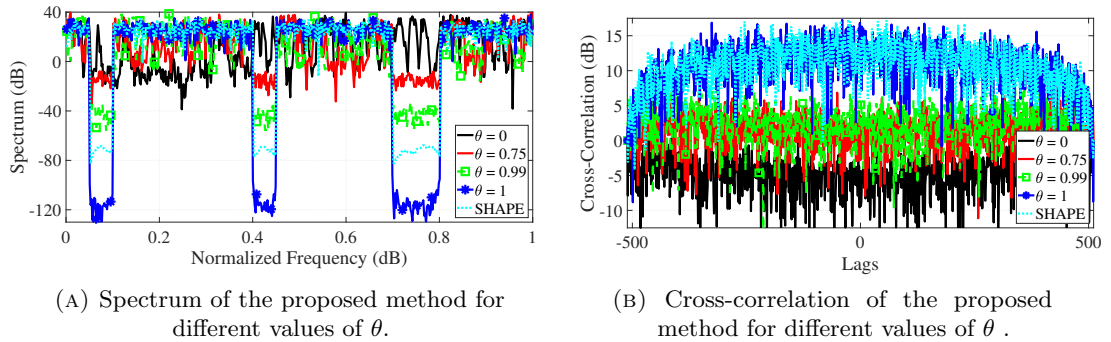 40
0
-40
-80
-120
Spectrum (dB)
θ = 0
θ = 0.75
θ = 0.99
θ = 1
SHAPE
0 0.2 0.4 0.6 0.8 1
Normalized Frequency (dB)
(A) Spectrum of the proposed method for
different values of θ.
15
10
5
0
-5
-10
Cross-Correlation (dB)
θ = 0
θ = 0.75
θ = 0.99
θ = 1
SHAPE
-500 0 500
Lags
(B) Cross-correlation of the proposed
method for different values of θ .